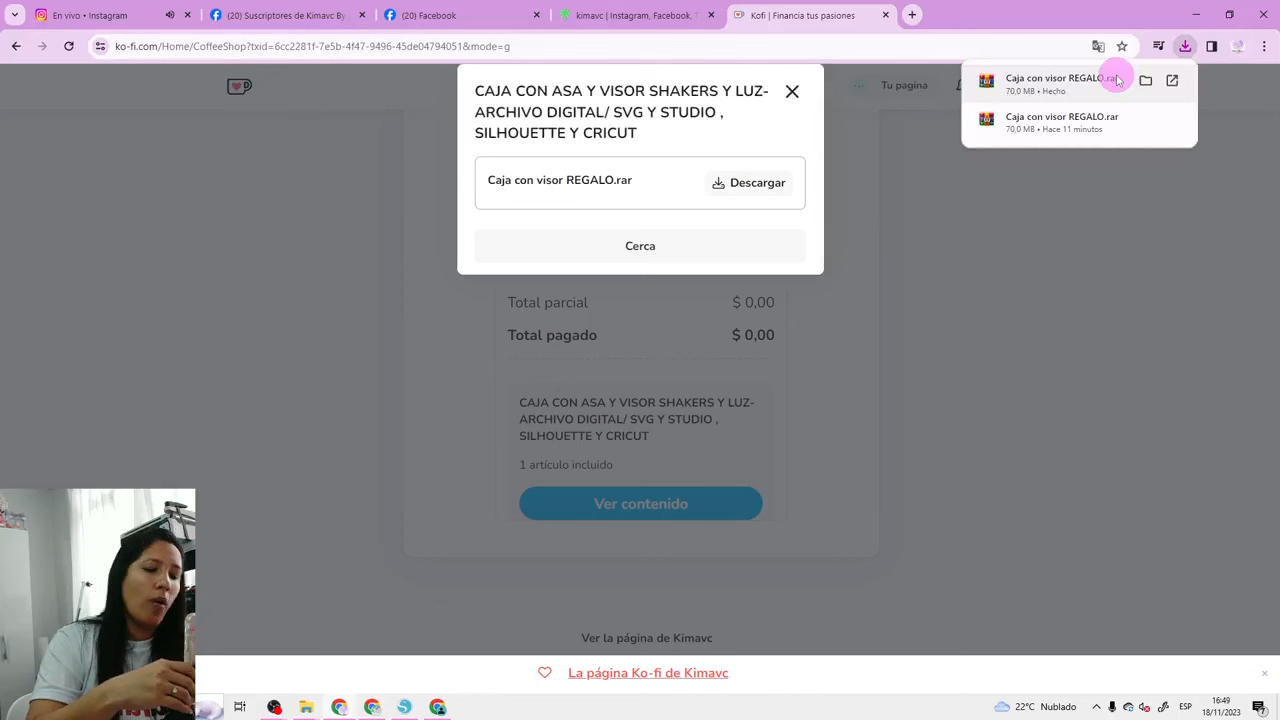 En vivo • Instagram
(20) Suscriptores de Kimavc
(20) Facebook
Kimavc | Instagram, Facebook,
Kofi | Financia tus pasiones
ko-fi.com/Home/CoffeeShop?txid=6cc2281f-7e5b-4f47-9496-45de04794051&mode=g
Tu pagina
Caja con visor REGALO.rar
70,0 MB • Hecho
Caja con visor REGALO.rar
70,0 MB • Hace 11 minutos
CAJA CON ASA Y VISOR SHAKERS Y LUZ-
ARCHIVO DIGITAL/ SVG Y STUDIO ,
SILHOUETTE Y CRICUT
Caja con visor REGALO.rar
Descargar
Cerca
Total parcial $ 0,00
Total pagado $ 0,00
CAJA CON ASA Y VISOR SHAKERS Y LUZ-
ARCHIVO DIGITAL/ SVG Y STUDIO ,
SILHOUETTE Y CRICUT
1 artículo incluido
Ver contenido
Ver la página de Kimavc
La página Ko-fi de Kimavc
22°C Nublado
ESP
16:49
18/11/2023